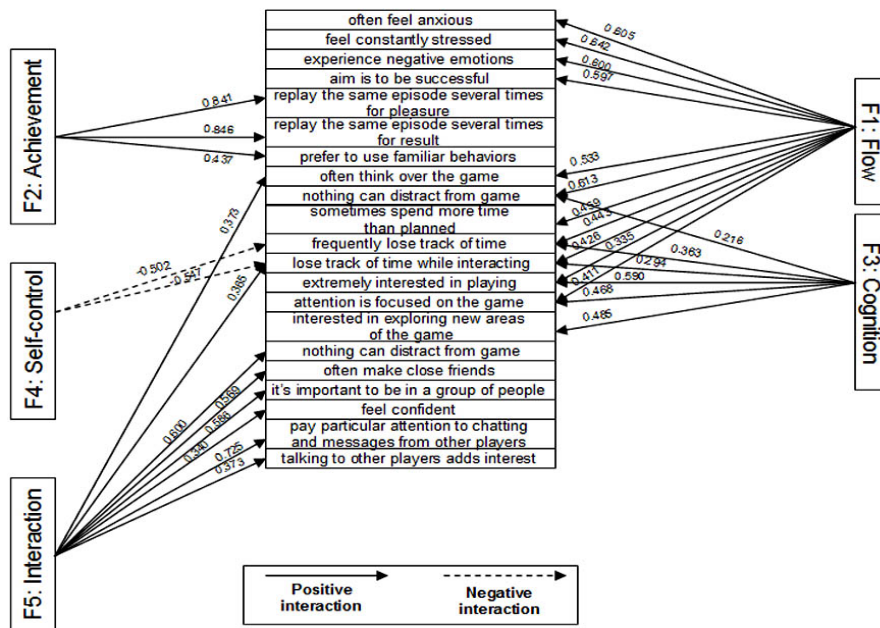 often feel anxious
feel constantly stressed
experience negative emotions
aim is to be successful
replay the same episode several times
for pleasure
replay the same episode several times
for result
prefer to use familiar behaviors
often think over the game
nothing can distract from game
sometimes spend more time
than planned
frequently lose track of time
lose track of time while interacting
extremely interested in playing
attention is focused on the game
interested in exploring new areas
of the game
nothing can distract from game
often make close friends
it's important to be in a group of people
feel confident
pay particular attention to chatting
and messages from other players
talking to other players adds interest
F2: Achievement
0.841
0.846
0.437
F4: Self-control
-0.502
-0.547
F5: Interaction
0.373
0.385
0.600
0.569
0.586
0.340
0.725
0.373
F1: Flow
0.605
0.642
0.600
0.597
0.533
0.613
0.443
0.426
0.335
0.411
F3: Cognition
0.216
0.363
0.294
0.590
0.468
0.485
Positive
interaction
Negative
interaction